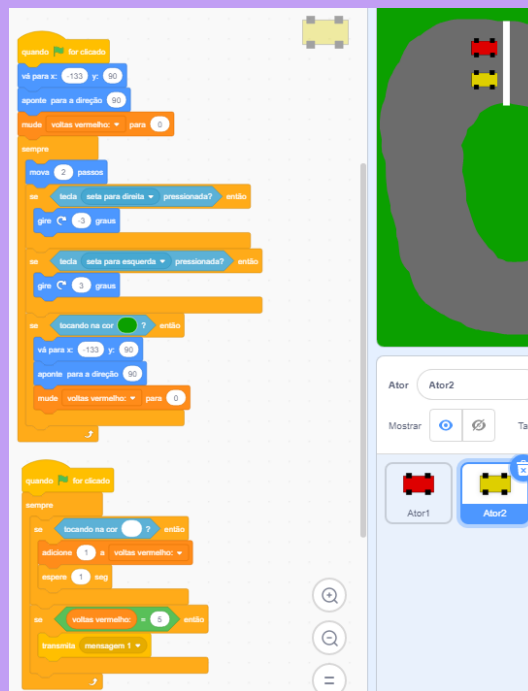 quando for clicado
vá para x: -133 y: 90
aponte para a direção 90
mude voltas vermelho: para 0
sempre
mova 2 passos
se tecla seta para direita pressionada? então
gire -3 graus
se tecla seta para esquerda pressionada? então
gire 3 graus
se tocando na cor ? então
vá para x: -133 y: 90
aponte para a direção 90
mude voltas vermelho: para 0
quando for clicado
sempre
se tocando na cor ? então
adicione 1 a voltas vermelho:
espere 1 seg
se voltas vermelho: = 5 então
transmita mensagem 1
Ator Ator2
Mostrar Ta
Ator1 Ator2